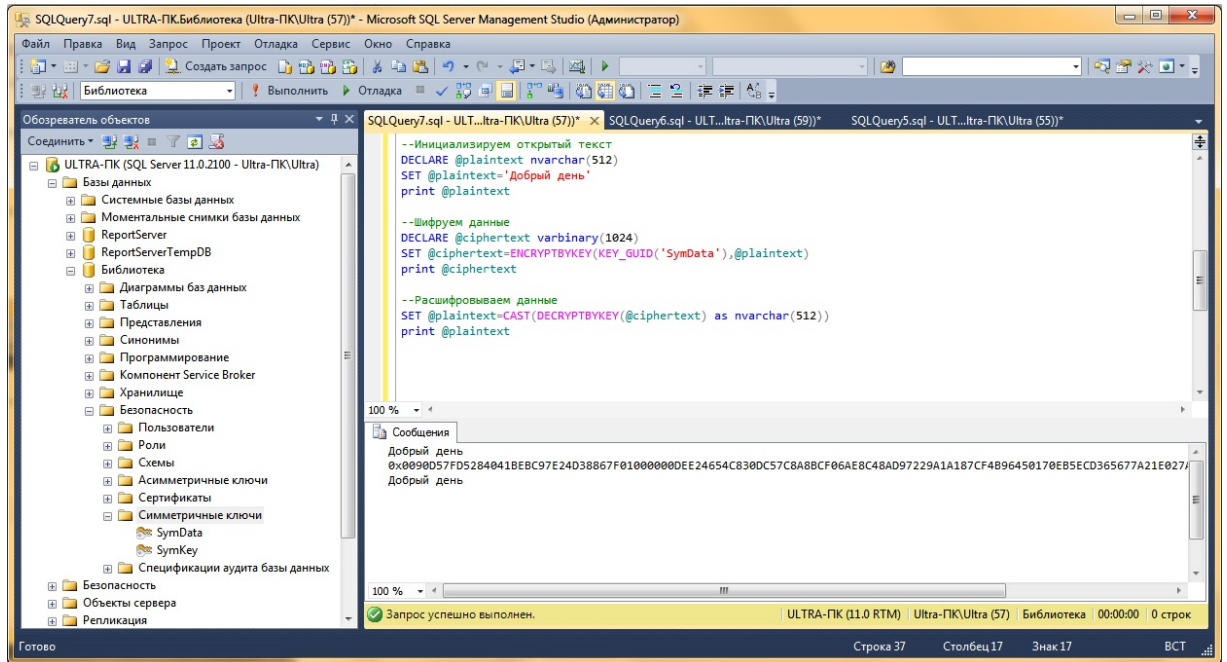 SQLQuery7.sql - ULTRA-ПК.Библиотека (Ultra-ПК\Ultra (57))* - Microsoft SQL Server Management Studio (Администратор)
Файл Правка Вид Запрос Проект Отладка Сервис Окно Справка
Создать запрос
Библиотека Выполнить Отладка
Обозреватель объектов
Соединить
ULTRA-ПК (SQL Server 11.0.2100 - Ultra-ПК\Ultra)
Базы данных
Системные базы данных
Моментальные снимки базы данных
ReportServer
ReportServerTempDB
Библиотека
Диаграммы баз данных
Таблицы
Представления
Синонимы
Программирование
Компонент Service Broker
Хранилище
Безопасность
Пользователи
Роли
Схемы
Асимметричные ключи
Сертификаты
Симметричные ключи
SymData
SymKey
Спецификации аудита базы данных
Безопасность
Объекты сервера
Репликация
SQLQuery7.sql - ULT...ltra-ПК\Ultra (57))* SQLQuery6.sql - ULT...ltra-ПК\Ultra (59))* SQLQuery5.sql - ULT...ltra-ПК\Ultra (55))*
--Инициализируем открытый текст
DECLARE @plaintext nvarchar(512)
SET @plaintext='Добрый день'
print @plaintext
--Шифруем данные
DECLARE @ciphertext varbinary(1024)
SET @ciphertext=ENCRYPTBYKEY(KEY_GUID('SymData'),@plaintext)
print @ciphertext
--Расшифровываем данные
SET @plaintext=CAST(DECRYPTBYKEY(@ciphertext) as nvarchar(512))
print @plaintext
100 %
Сообщения
Добрый день
0x0090D57FD5284041BEBC97E24D38867F01000000DEE24654C830DC57C8A8BCF06AE8C48AD97229A1A187CF4B96450170EB5ECD365677A21E027A
Добрый день
100 %
Запрос успешно выполнен. ULTRA-ПК (11.0 RTM) Ultra-ПК\Ultra (57) Библиотека 00:00:00 0 строк
Готово Строка 37 Столбец 17 Знак 17 ВСТ